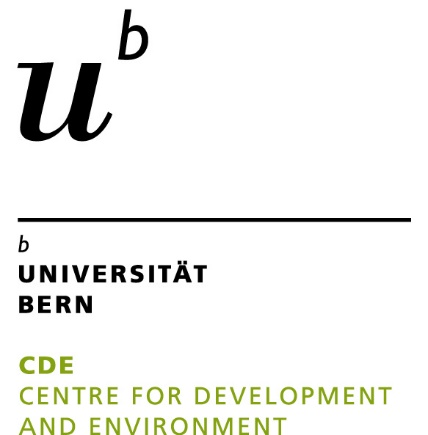 u b
b
UNIVERSITÄT
BERN
CDE
CENTRE FOR DEVELOPMENT
AND ENVIRONMENT